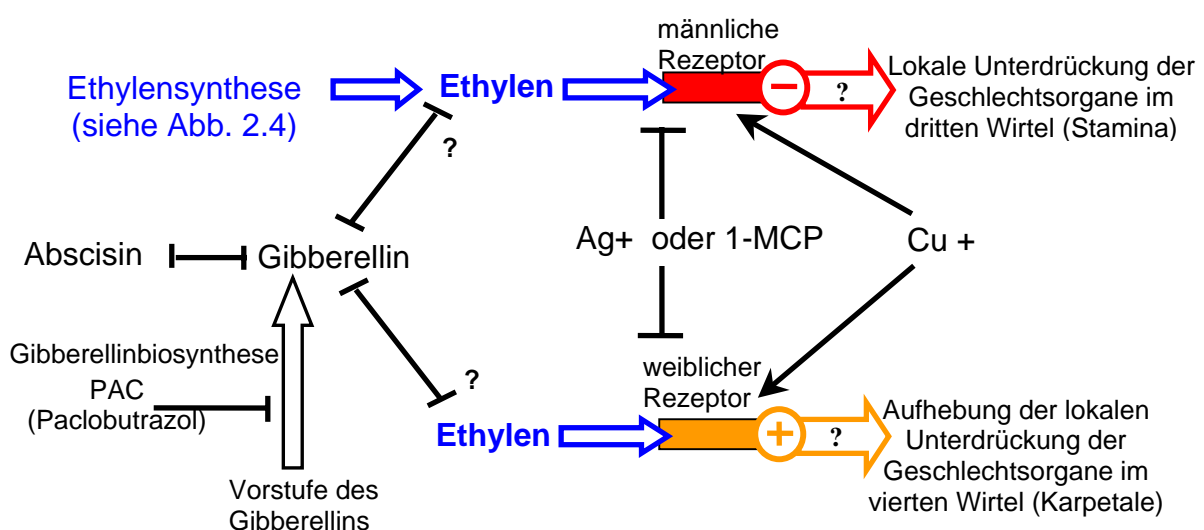 männliche
Rezeptor
Ethylensynthese
(siehe Abb. 2.4)
Ethylen
−
?
Lokale Unterdrückung der
Geschlechtsorgane im
dritten Wirtel (Stamina)
?
Abscisin
Gibberellin
Ag+ oder 1-MCP
Cu +
Gibberellinbiosynthese
PAC
(Paclobutrazol)
?
weiblicher
Rezeptor
Ethylen
+
?
Aufhebung der lokalen
Unterdrückung der
Geschlechtsorgane im
vierten Wirtel (Karpetale)
Vorstufe des
Gibberellins